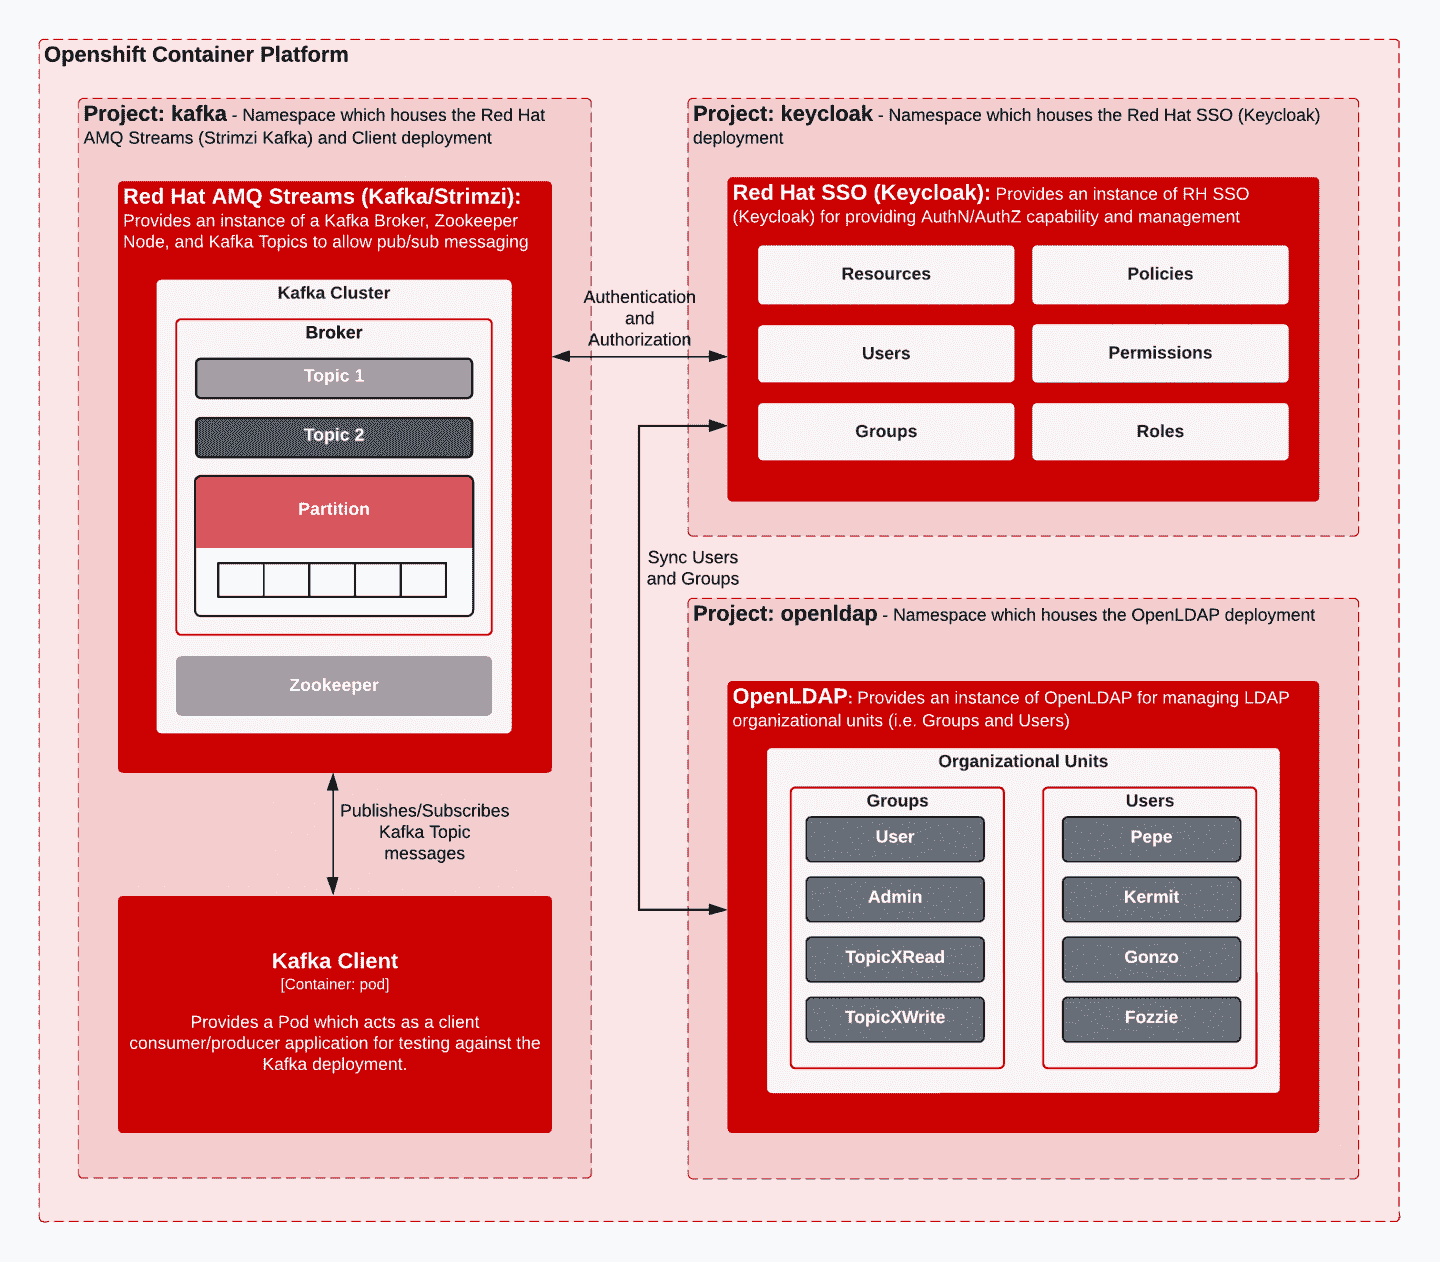 Openshift Container Platform
Project: kafka - Namespace which houses the Red Hat
AMQ Streams (Strimzi Kafka) and Client deployment
Red Hat AMQ Streams (Kafka/Strimzi):
Provides an instance of a Kafka Broker, Zookeeper
Node, and Kafka Topics to allow pub/sub messaging
Kafka Cluster
Broker
Topic 1
Topic 2
Partition
Zookeeper
Publishes/Subscribes
Kafka Topic
messages
Kafka Client
[Container: pod]
Provides a Pod which acts as a client
consumer/producer application for testing against the
Kafka deployment.
Authentication
and
Authorization
Project: keycloak - Namespace which houses the Red Hat SSO (Keycloak)
deployment
Red Hat SSO (Keycloak): Provides an instance of RH SSO
(Keycloak) for providing AuthN/AuthZ capability and management
Resources
Policies
Users
Permissions
Groups
Roles
Sync Users
and Groups
Project: openldap - Namespace which houses the OpenLDAP deployment
OpenLDAP: Provides an instance of OpenLDAP for managing LDAP
organizational units (i.e. Groups and Users)
Organizational Units
Groups
User
Admin
TopicXRead
TopicXWrite
Users
Pepe
Kermit
Gonzo
Fozzie